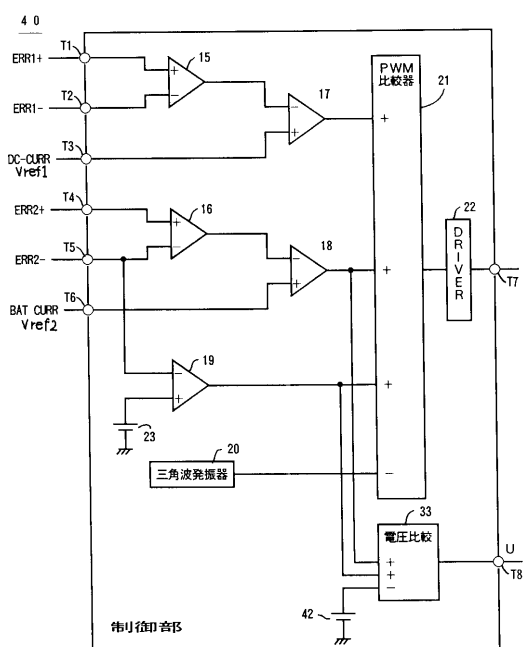 40
T1
ERR1+
15
+
−
T2
ERR1-
17
−
+
T3
DC-CURR
Vref1
PWM
比較器
21
+
T4
ERR2+
16
+
−
T5
ERR2-
18
−
+
+
22
DRIVER
T7
T6
BAT CURR
Vref2
19
−
+
+
23
20
三角波発振器
−
33
電圧比較
+
+
−
U
T8
42
制御部